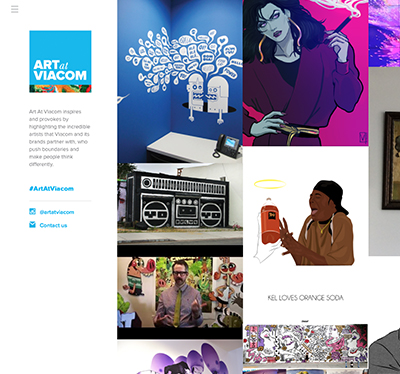 ART at
VIACOM
Art At Viacom inspires
and provokes by
highlighting the incredible
artists that Viacom and its
brands partner with, who
push boundaries and
make people think
differently.
#ArtAtViacom
@artatviacom
Contact us
KEL LOVES ORANGE SODA